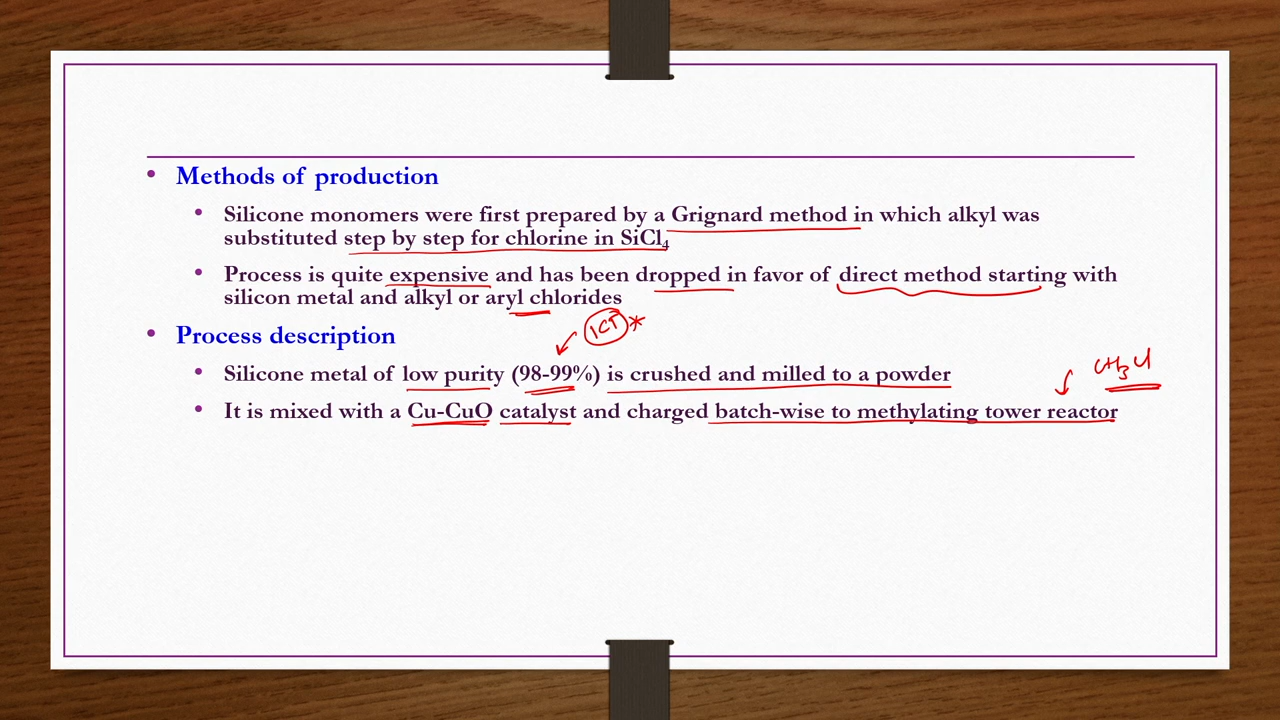 Methods of production
Silicone monomers were first prepared by a Grignard method in which alkyl was
substituted step by step for chlorine in SiCl4
Process is quite expensive and has been dropped in favor of direct method starting with
silicon metal and alkyl or aryl chlorides
Process description
ICT *
Silicone metal of low purity (98-99%) is crushed and milled to a powder
CH3Cl
It is mixed with a Cu-CuO catalyst and charged batch-wise to methylating tower reactor